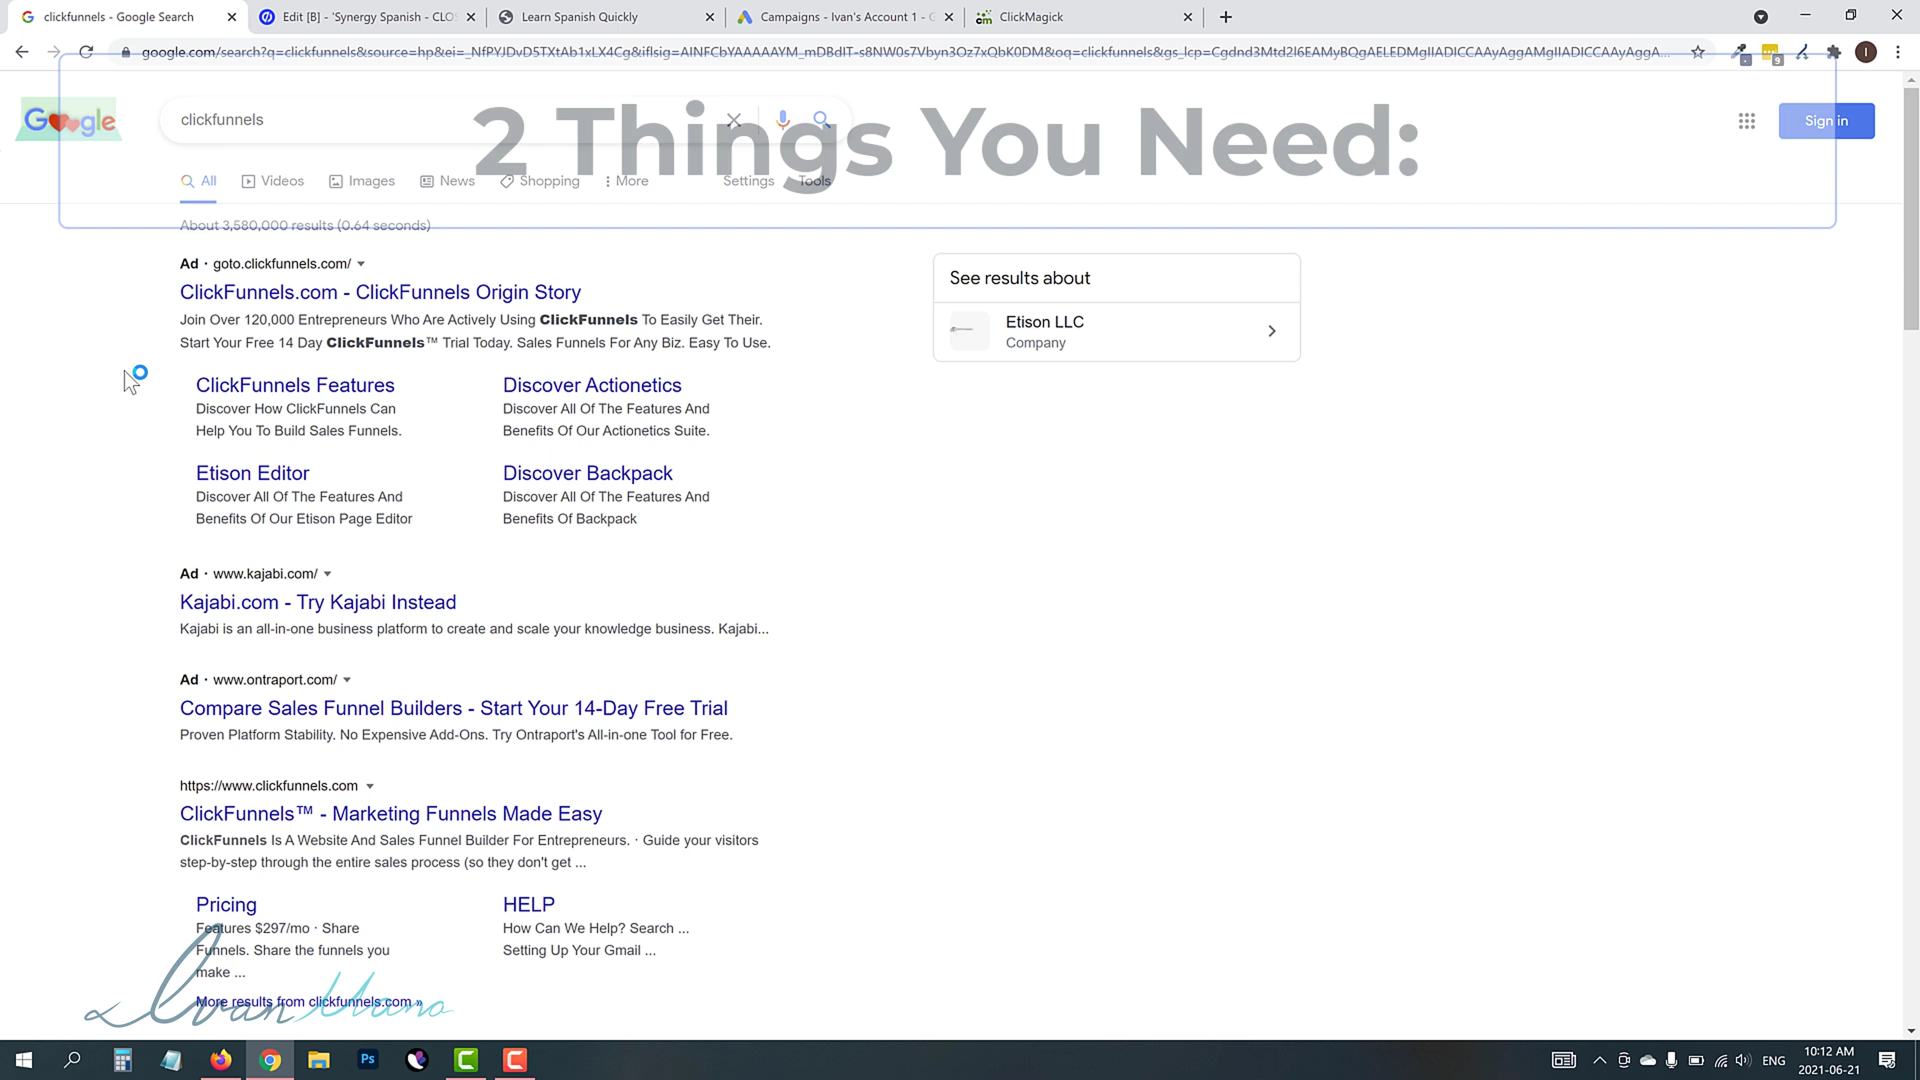 clickfunnels - Google Search
Edit [B] - 'Synergy Spanish - CLOS
Learn Spanish Quickly
Campaigns - Ivan's Account 1 - G
ClickMagick
google.com/search?q=clickfunnels&source=hp&ei=_NfPYJDvD5TXtAb1xLX4Cg&iflsig=AINFCbYAAAAAYM_mDBdIT-s8NW0s7Vbyn3Oz7xQbK0DM&oq=clickfunnels&gs_lcp=Cgdnd3Mtd2l6EAMyBQgAELEDMgIIADICCAAyAggAMgIIADICCAAyAggA...
Google
clickfunnels
2 Things You Need:
Sign in
All
Videos
Images
News
Shopping
More
Settings
Tools
About 3,580,000 results (0.64 seconds)
Ad · goto.clickfunnels.com/
ClickFunnels.com - ClickFunnels Origin Story
Join Over 120,000 Entrepreneurs Who Are Actively Using ClickFunnels To Easily Get Their.
Start Your Free 14 Day ClickFunnels™ Trial Today. Sales Funnels For Any Biz. Easy To Use.
ClickFunnels Features
Discover How ClickFunnels Can
Help You To Build Sales Funnels.
Discover Actionetics
Discover All Of The Features And
Benefits Of Our Actionetics Suite.
Etison Editor
Discover All Of The Features And
Benefits Of Our Etison Page Editor
Discover Backpack
Discover All Of The Features And
Benefits Of Backpack
See results about
Etison LLC
Company
Ad · www.kajabi.com/
Kajabi.com - Try Kajabi Instead
Kajabi is an all-in-one business platform to create and scale your knowledge business. Kajabi...
Ad · www.ontraport.com/
Compare Sales Funnel Builders - Start Your 14-Day Free Trial
Proven Platform Stability. No Expensive Add-Ons. Try Ontraport's All-in-one Tool for Free.
https://www.clickfunnels.com
ClickFunnels™ - Marketing Funnels Made Easy
ClickFunnels Is A Website And Sales Funnel Builder For Entrepreneurs. · Guide your visitors
step-by-step through the entire sales process (so they don't get ...
Pricing
Features $297/mo · Share
Funnels. Share the funnels you
make ...
HELP
How Can We Help? Search ...
Setting Up Your Gmail ...
More results from clickfunnels.com »
Ivan Mana
Ps
ENG
10:12 AM
2021-06-21